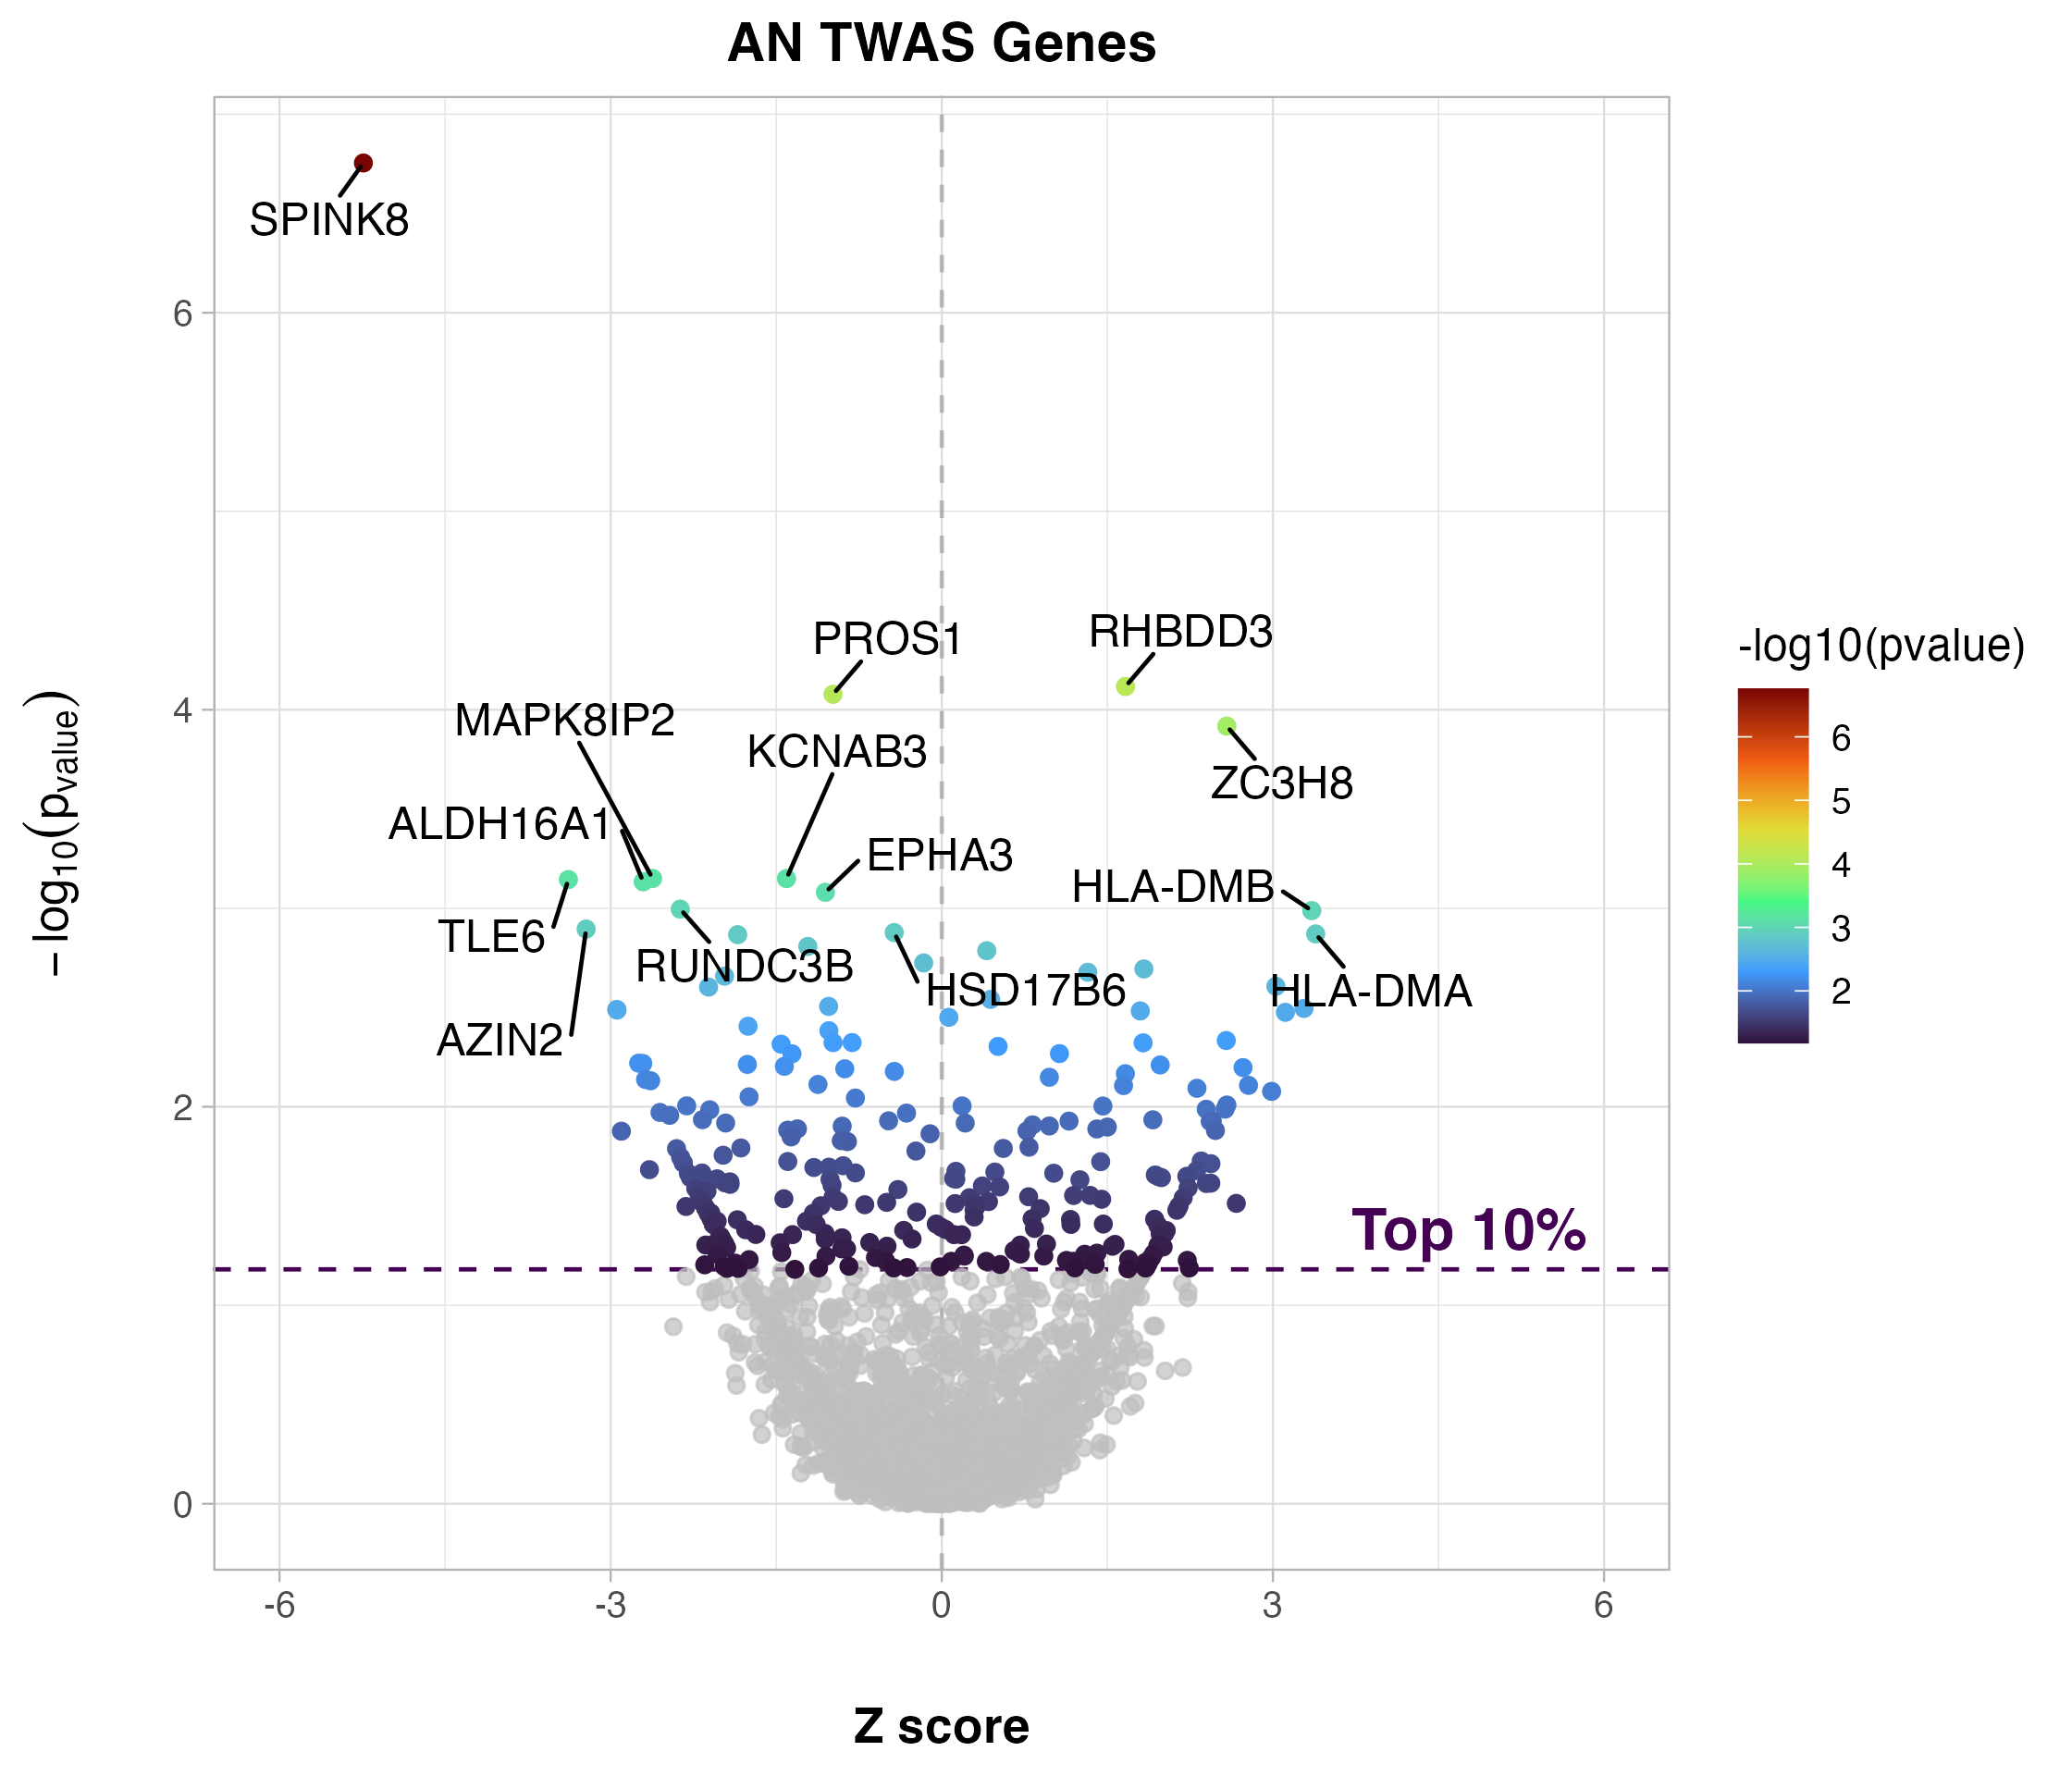 AN TWAS Genes
SPINK8
6
PROS1
RHBDD3
-log10(pvalue)
MAPK8IP2
4
KCNAB3
6
ZC3H8
5
ALDH16A1
EPHA3
4
HLA-DMB
3
TLE6
RUNDC3B
HSD17B6
HLA-DMA
2
AZIN2
2
Top 10%
0
-6
-3
0
3
6
Z score
−log10(pvalue)